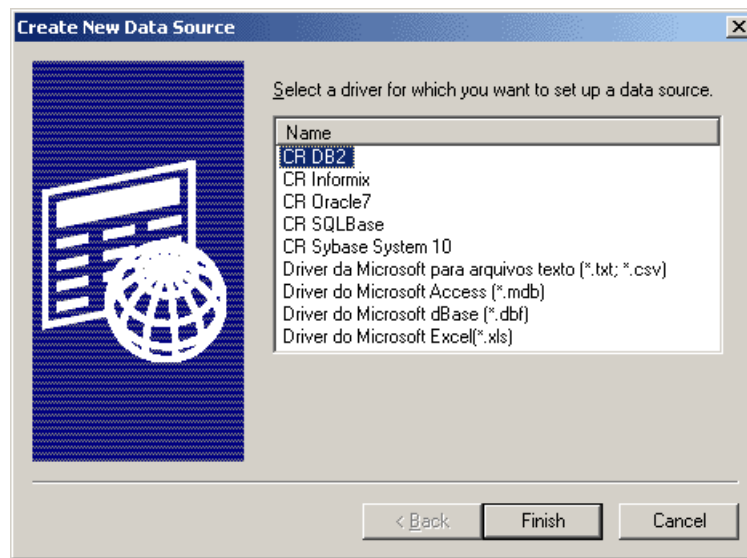 Create New Data Source
Select a driver for which you want to set up a data source.
Name
CR DB2
CR Informix
CR Oracle7
CR SQLBase
CR Sybase System 10
Driver da Microsoft para arquivos texto (*.txt; *.csv)
Driver do Microsoft Access (*.mdb)
Driver do Microsoft dBase (*.dbf)
Driver do Microsoft Excel(*.xls)
< Back Finish Cancel